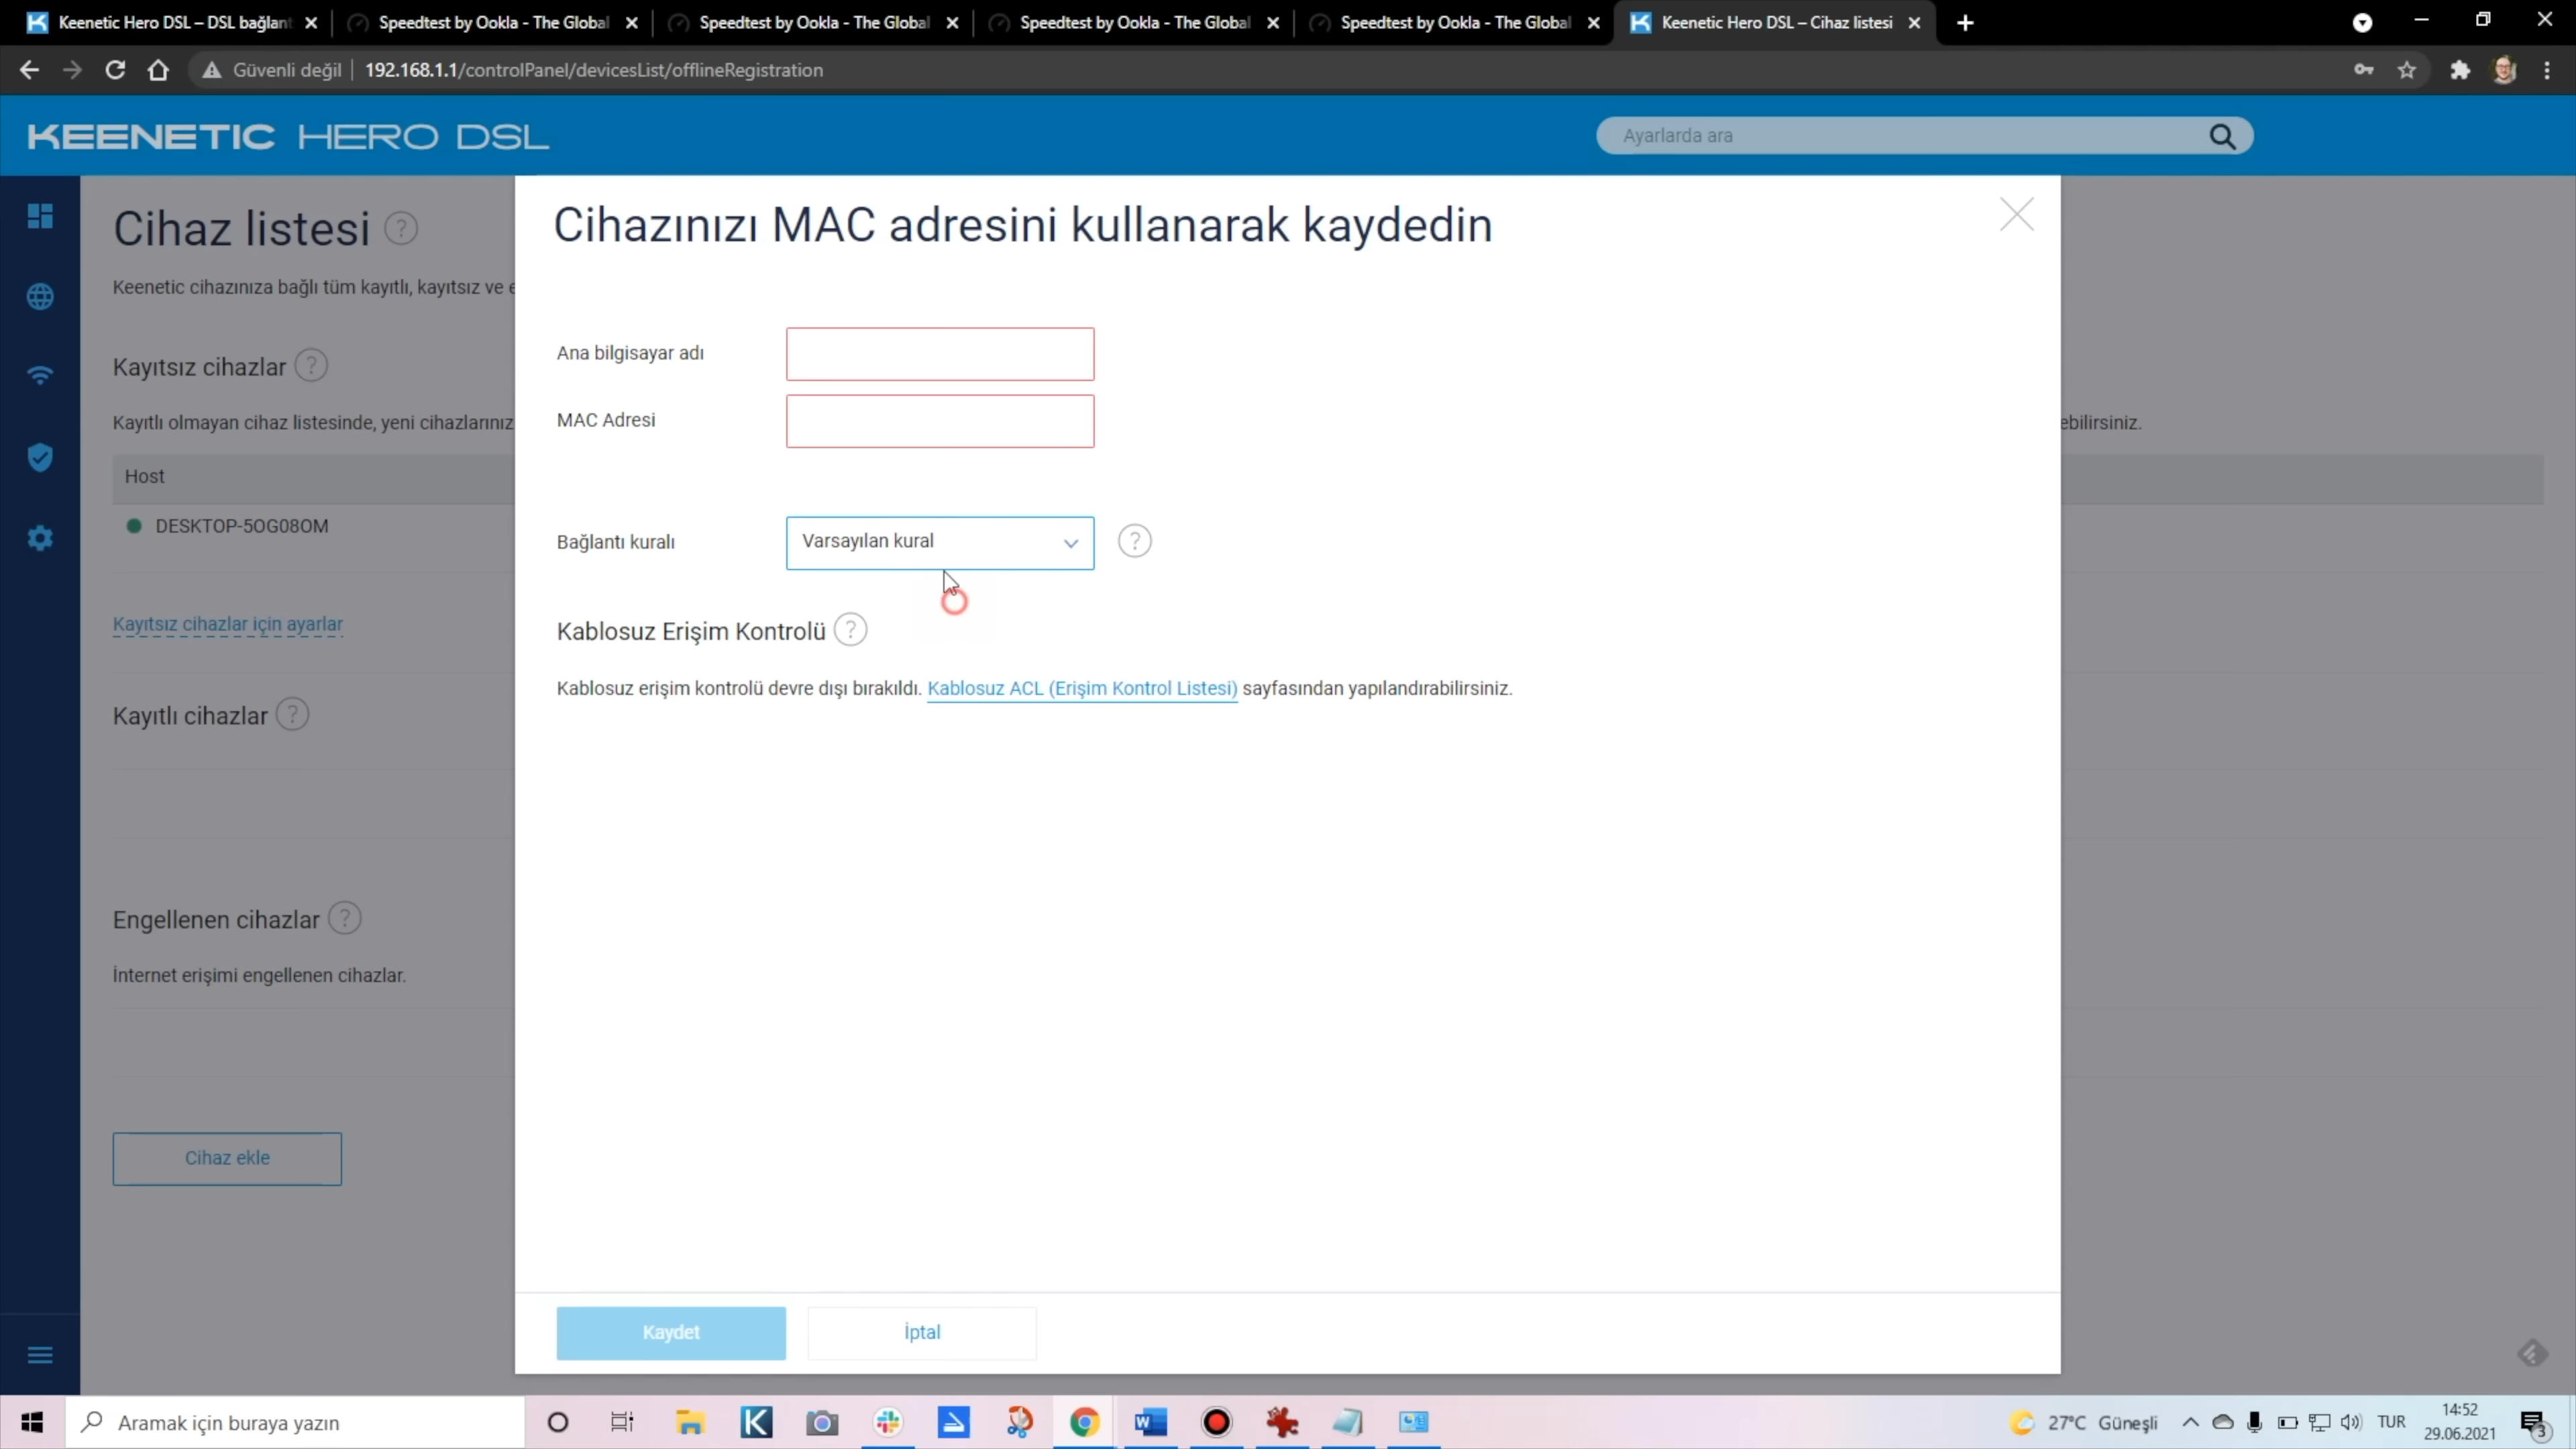 Keenetic Hero DSL – DSL bağlant
Speedtest by Ookla - The Global
Speedtest by Ookla - The Global
Speedtest by Ookla - The Global
Speedtest by Ookla - The Global
Keenetic Hero DSL – Cihaz listesi
Güvenli değil
192.168.1.1/controlPanel/devicesList/offlineRegistration
KEENETIC HERO DSL
Ayarlarda ara
Cihaz listesi ?
Keenetic cihazınıza bağlı tüm kayıtlı, kayıtsız ve e
Kayıtsız cihazlar ?
Kayıtlı olmayan cihaz listesinde, yeni cihazlarınız
ebilirsiniz.
Host
DESKTOP-5OG08OM
Kayıtsız cihazlar için ayarlar
Kayıtlı cihazlar ?
Engellenen cihazlar ?
İnternet erişimi engellenen cihazlar.
Cihaz ekle
Cihazınızı MAC adresini kullanarak kaydedin
Ana bilgisayar adı
MAC Adresi
Bağlantı kuralı
Varsayılan kural
?
Kablosuz Erişim Kontrolü ?
Kablosuz erişim kontrolü devre dışı bırakıldı. Kablosuz ACL (Erişim Kontrol Listesi) sayfasından yapılandırabilirsiniz.
Kaydet
İptal
Aramak için buraya yazın
27°C Güneşli
TUR
14:52
29.06.2021
3